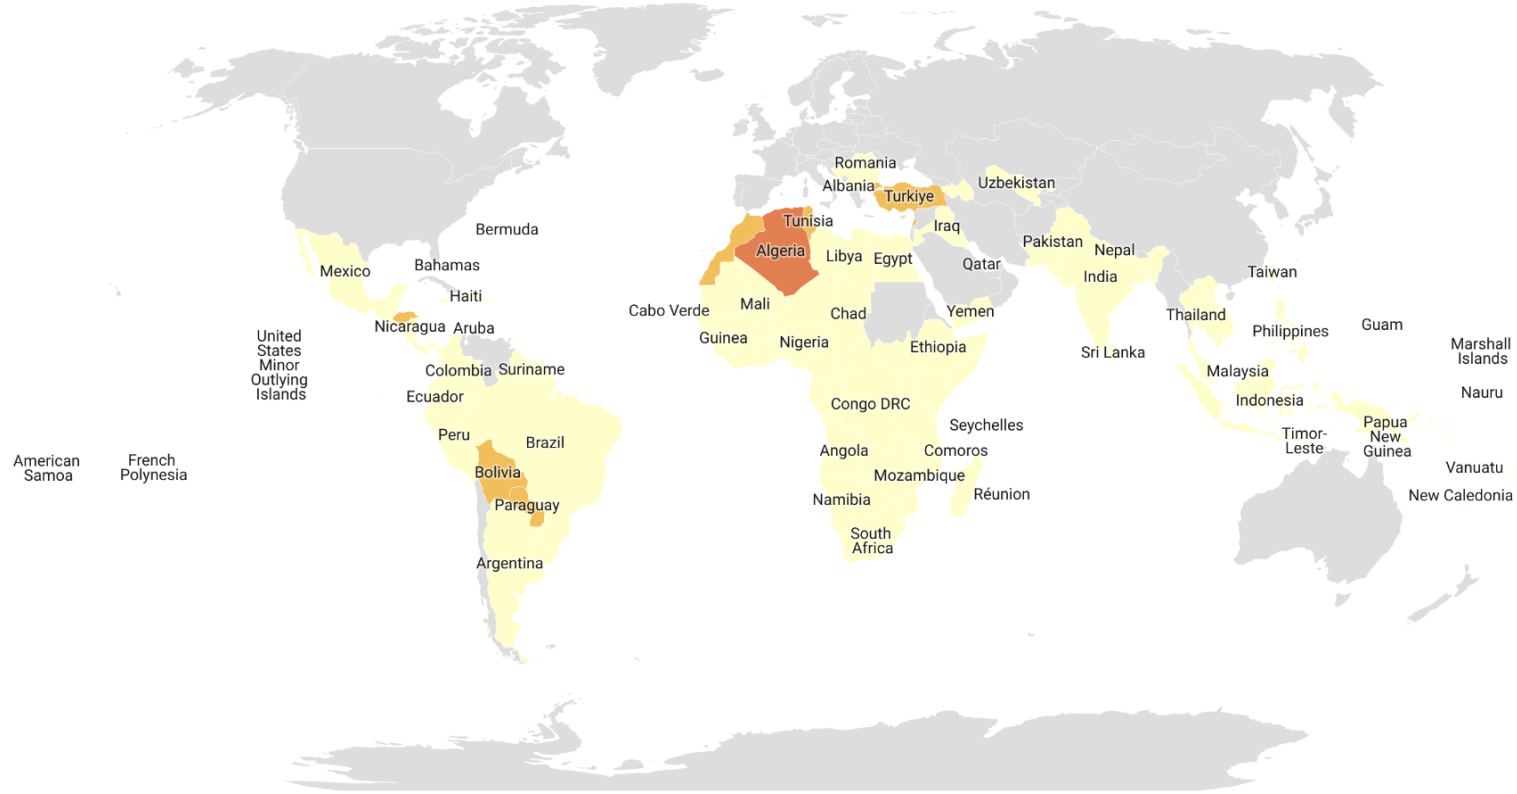 Romania
Albania
Turkiye
Uzbekistan
Tunisia
Bermuda
Iraq
Pakistan
Nepal
Algeria
Libya
Egypt
Qatar
India
Taiwan
Mexico
Bahamas
Haiti
Cabo Verde
Mali
Chad
Yemen
Thailand
Nicaragua
Aruba
Guinea
Nigeria
Ethiopia
Sri Lanka
Philippines
Guam
United
States
Minor
Outlying
Islands
Marshall
Islands
Colombia
Suriname
Malaysia
Ecuador
Congo DRC
Indonesia
Nauru
Peru
Brazil
Seychelles
Angola
Comoros
Timor-
Leste
Papua
New
Guinea
American
Samoa
French
Polynesia
Bolivia
Mozambique
Vanuatu
Paraguay
Namibia
Réunion
New Caledonia
South
Africa
Argentina